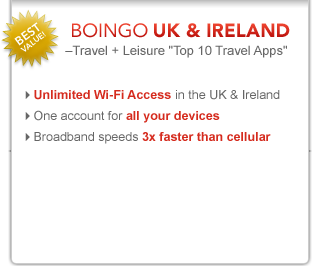 BEST
VALUE!
BOINGO UK & IRELAND
–Travel + Leisure "Top 10 Travel Apps"
Unlimited Wi-Fi Access in the UK & Ireland
One account for all your devices
Broadband speeds 3x faster than cellular